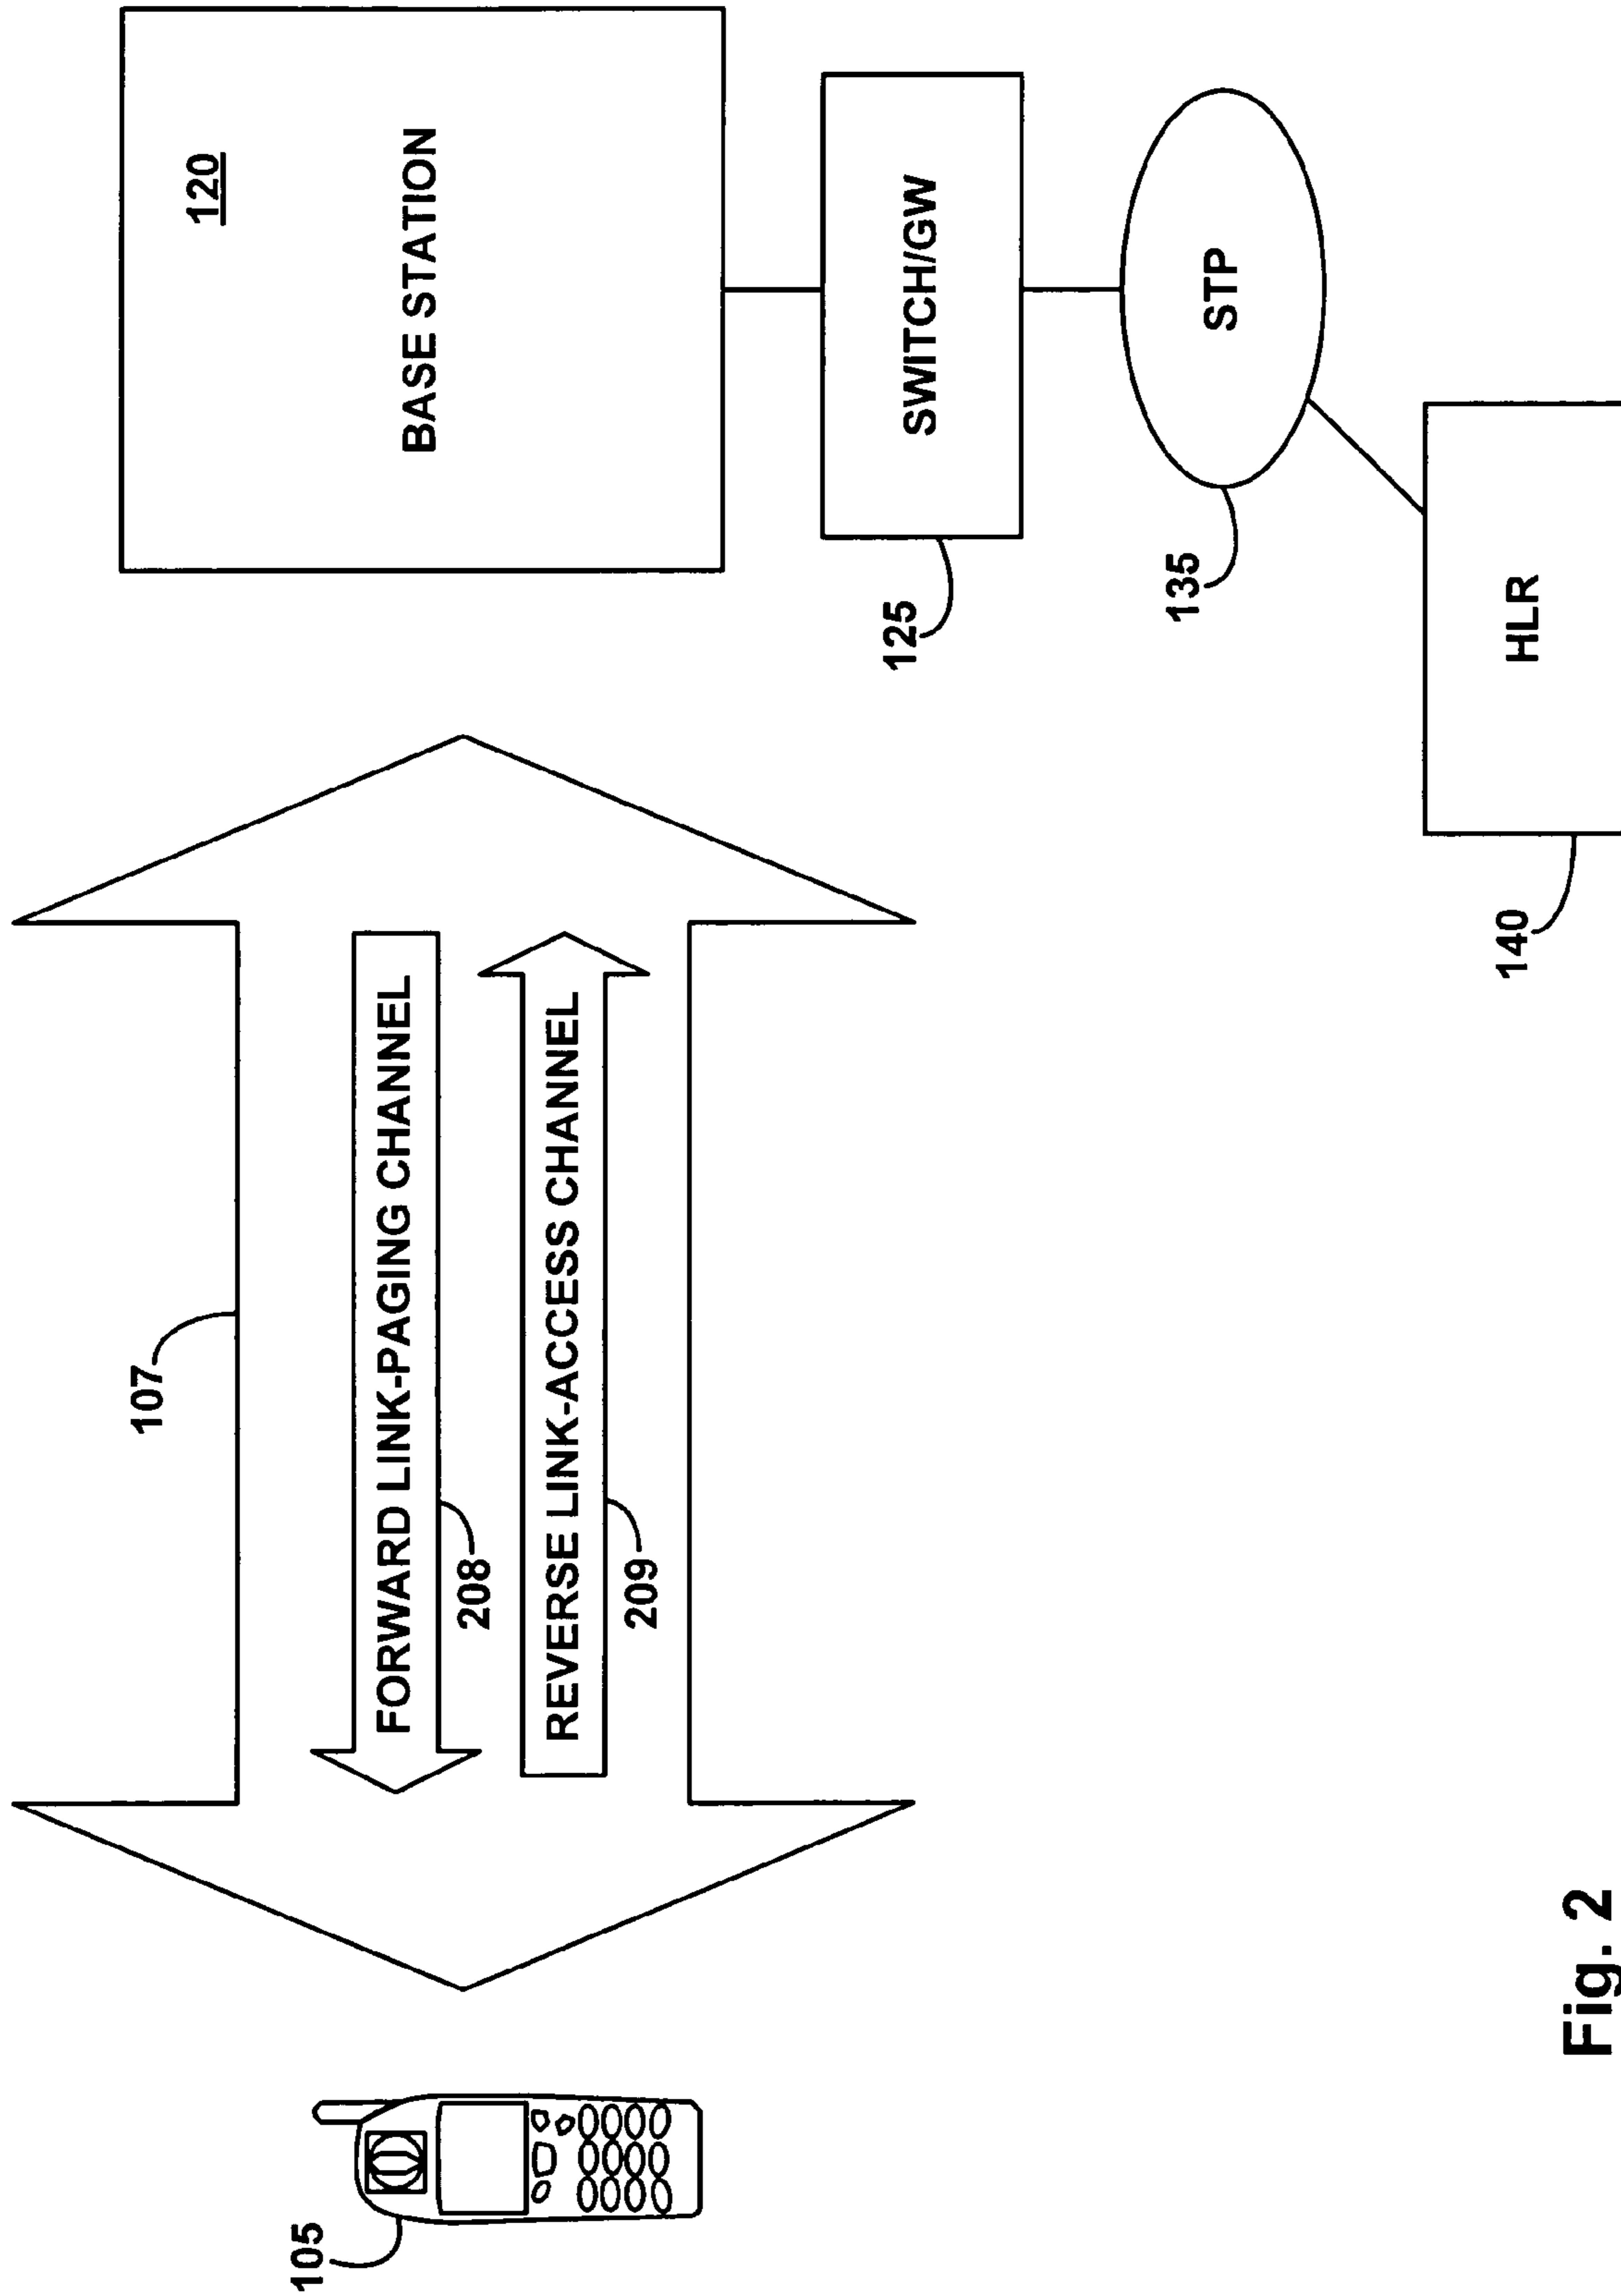 120
BASE STATION
107
FORWARD LINK-PAGING CHANNEL
208
REVERSE LINK-ACCESS CHANNEL
209
105
SWITCH/GW
125
STP
135
HLR
140
Fig. 2